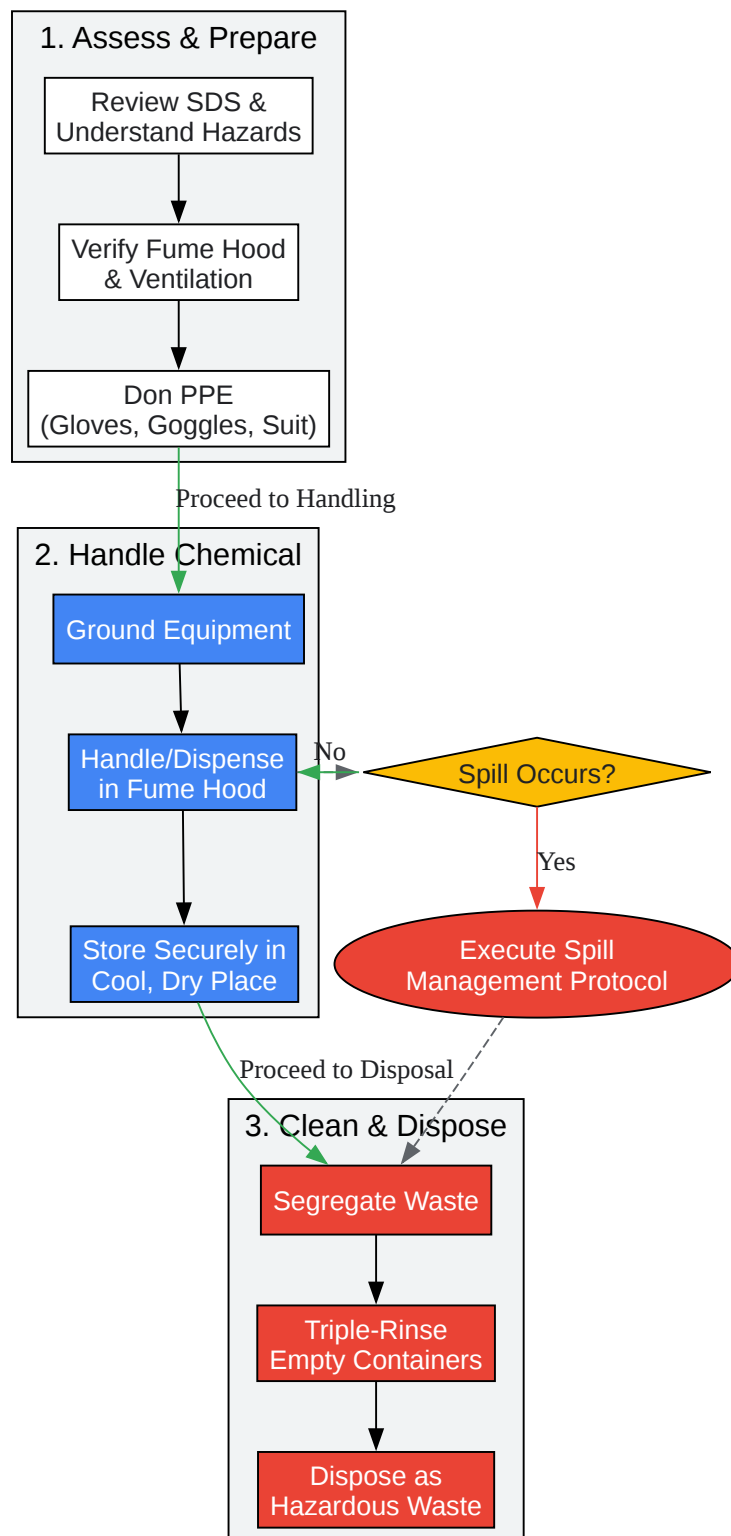 1. Assess & Prepare
Review SDS &
Understand Hazards
Verify Fume Hood
& Ventilation
Don PPE
(Gloves, Goggles, Suit)
Proceed to Handling
2. Handle Chemical
Ground Equipment
Handle/Dispense
in Fume Hood
No
Spill Occurs?
Yes
Store Securely in
Cool, Dry Place
Execute Spill
Management Protocol
Proceed to Disposal
3. Clean & Dispose
Segregate Waste
Triple-Rinse
Empty Containers
Dispose as
Hazardous Waste